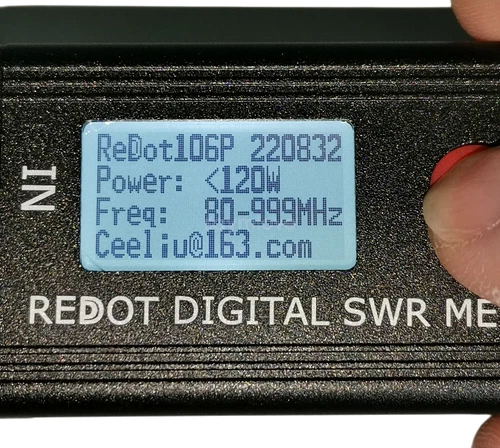 ReDot106P 220832
Power: <120W
Freq: 80-999MHz
Ceeliu@163.com
IN
REDOT DIGITAL SWR ME